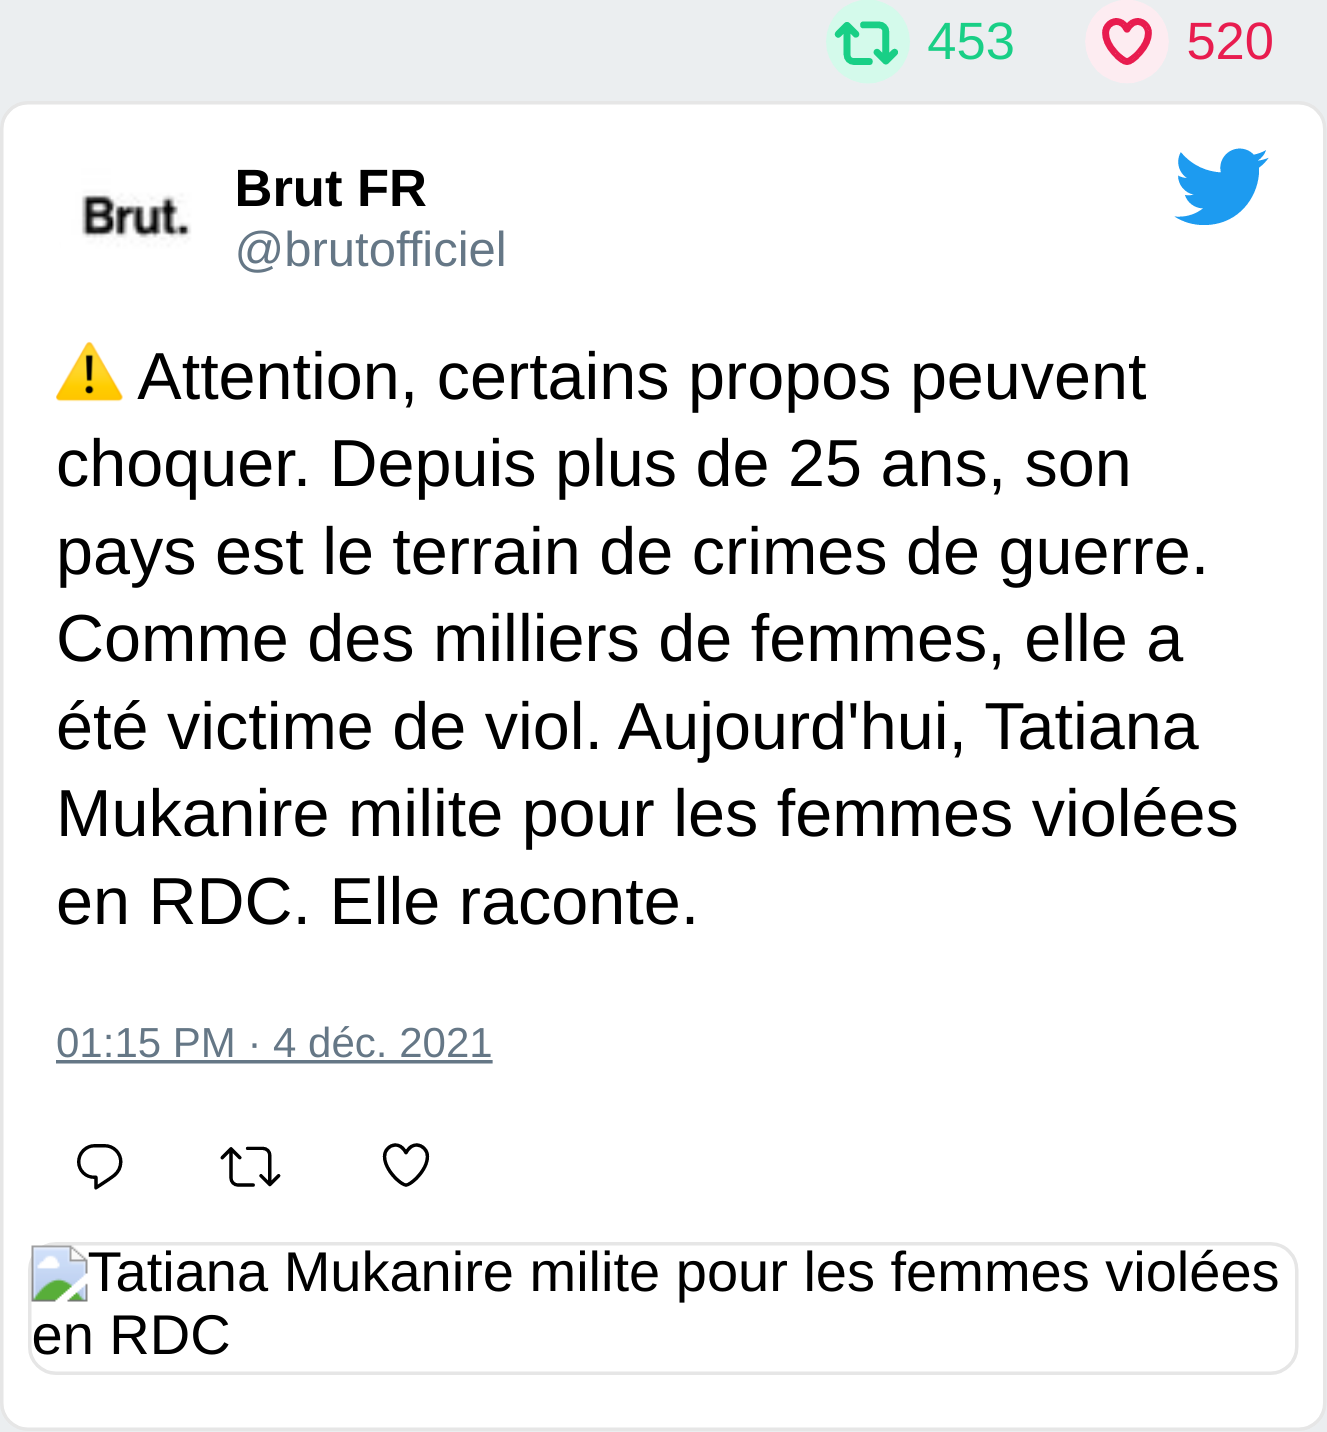 453 520
Brut.
Brut FR
@brutofficiel
⚠️ Attention, certains propos peuvent
choquer. Depuis plus de 25 ans, son
pays est le terrain de crimes de guerre.
Comme des milliers de femmes, elle a
été victime de viol. Aujourd'hui, Tatiana
Mukanire milite pour les femmes violées
en RDC. Elle raconte.
01:15 PM · 4 déc. 2021
Tatiana Mukanire milite pour les femmes violées
en RDC